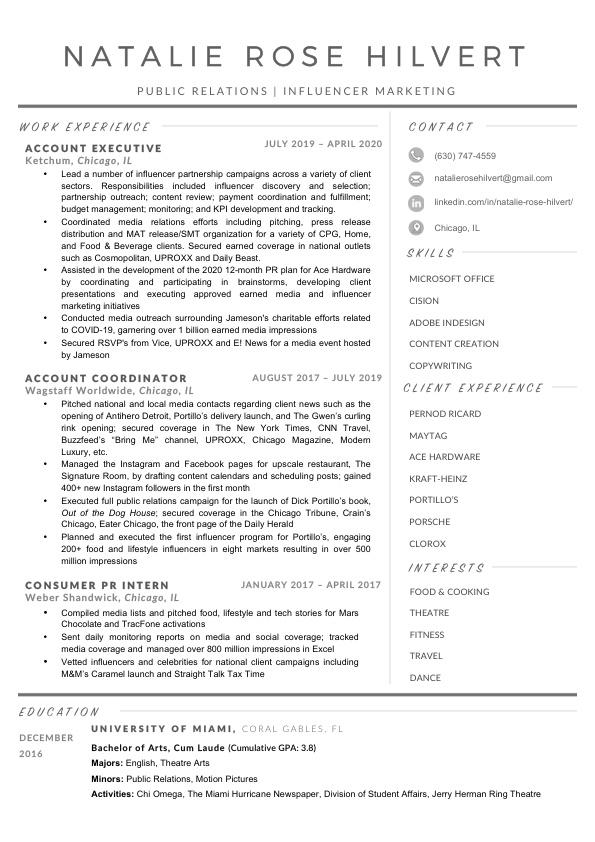 NATALIE ROSE HILVERT
PUBLIC RELATIONS | INFLUENCER MARKETING
WORK EXPERIENCE
ACCOUNT EXECUTIVE
JULY 2019 – APRIL 2020
Ketchum, Chicago, IL
• Lead a number of influencer partnership campaigns across a variety of client
sectors. Responsibilities included influencer discovery and selection;
partnership outreach; content review; payment coordination and fulfillment;
budget management; monitoring; and KPI development and tracking.
• Coordinated media relations efforts including pitching, press release
distribution and MAT release/SMT organization for a variety of CPG, Home,
and Food & Beverage clients. Secured earned coverage in national outlets
such as Cosmopolitan, UPROXX and Daily Beast.
• Assisted in the development of the 2020 12-month PR plan for Ace Hardware
by coordinating and participating in brainstorms, developing client
presentations and executing approved earned media and influencer
marketing initiatives
• Conducted media outreach surrounding Jameson's charitable efforts related
to COVID-19, garnering over 1 billion earned media impressions
• Secured RSVP's from Vice, UPROXX and E! News for a media event hosted
by Jameson
ACCOUNT COORDINATOR
AUGUST 2017 – JULY 2019
Wagstaff Worldwide, Chicago, IL
• Pitched national and local media contacts regarding client news such as the
opening of Antihero Detroit, Portillo's delivery launch, and The Gwen's curling
rink opening; secured coverage in The New York Times, CNN Travel,
Buzzfeed's “Bring Me” channel, UPROXX, Chicago Magazine, Modern
Luxury, etc.
• Managed the Instagram and Facebook pages for upscale restaurant, The
Signature Room, by drafting content calendars and scheduling posts; gained
400+ new Instagram followers in the first month
• Executed full public relations campaign for the launch of Dick Portillo's book,
Out of the Dog House; secured coverage in the Chicago Tribune, Crain's
Chicago, Eater Chicago, the front page of the Daily Herald
• Planned and executed the first influencer program for Portillo's, engaging
200+ food and lifestyle influencers in eight markets resulting in over 500
million impressions
CONSUMER PR INTERN
JANUARY 2017 – APRIL 2017
Weber Shandwick, Chicago, IL
• Compiled media lists and pitched food, lifestyle and tech stories for Mars
Chocolate and TracFone activations
• Sent daily monitoring reports on media and social coverage; tracked
media coverage and managed over 800 million impressions in Excel
• Vetted influencers and celebrities for national client campaigns including
M&M's Caramel launch and Straight Talk Tax Time
CONTACT
(630) 747-4559
natalierosehilvert@gmail.com
linkedin.com/in/natalie-rose-hilvert/
Chicago, IL
SKILLS
MICROSOFT OFFICE
CISION
ADOBE INDESIGN
CONTENT CREATION
COPYWRITING
CLIENT EXPERIENCE
PERNOD RICARD
MAYTAG
ACE HARDWARE
KRAFT-HEINZ
PORTILLO'S
PORSCHE
CLOROX
INTERESTS
FOOD & COOKING
THEATRE
FITNESS
TRAVEL
DANCE
EDUCATION
DECEMBER
2016
UNIVERSITY OF MIAMI, CORAL GABLES, FL
Bachelor of Arts, Cum Laude (Cumulative GPA: 3.8)
Majors: English, Theatre Arts
Minors: Public Relations, Motion Pictures
Activities: Chi Omega, The Miami Hurricane Newspaper, Division of Student Affairs, Jerry Herman Ring Theatre